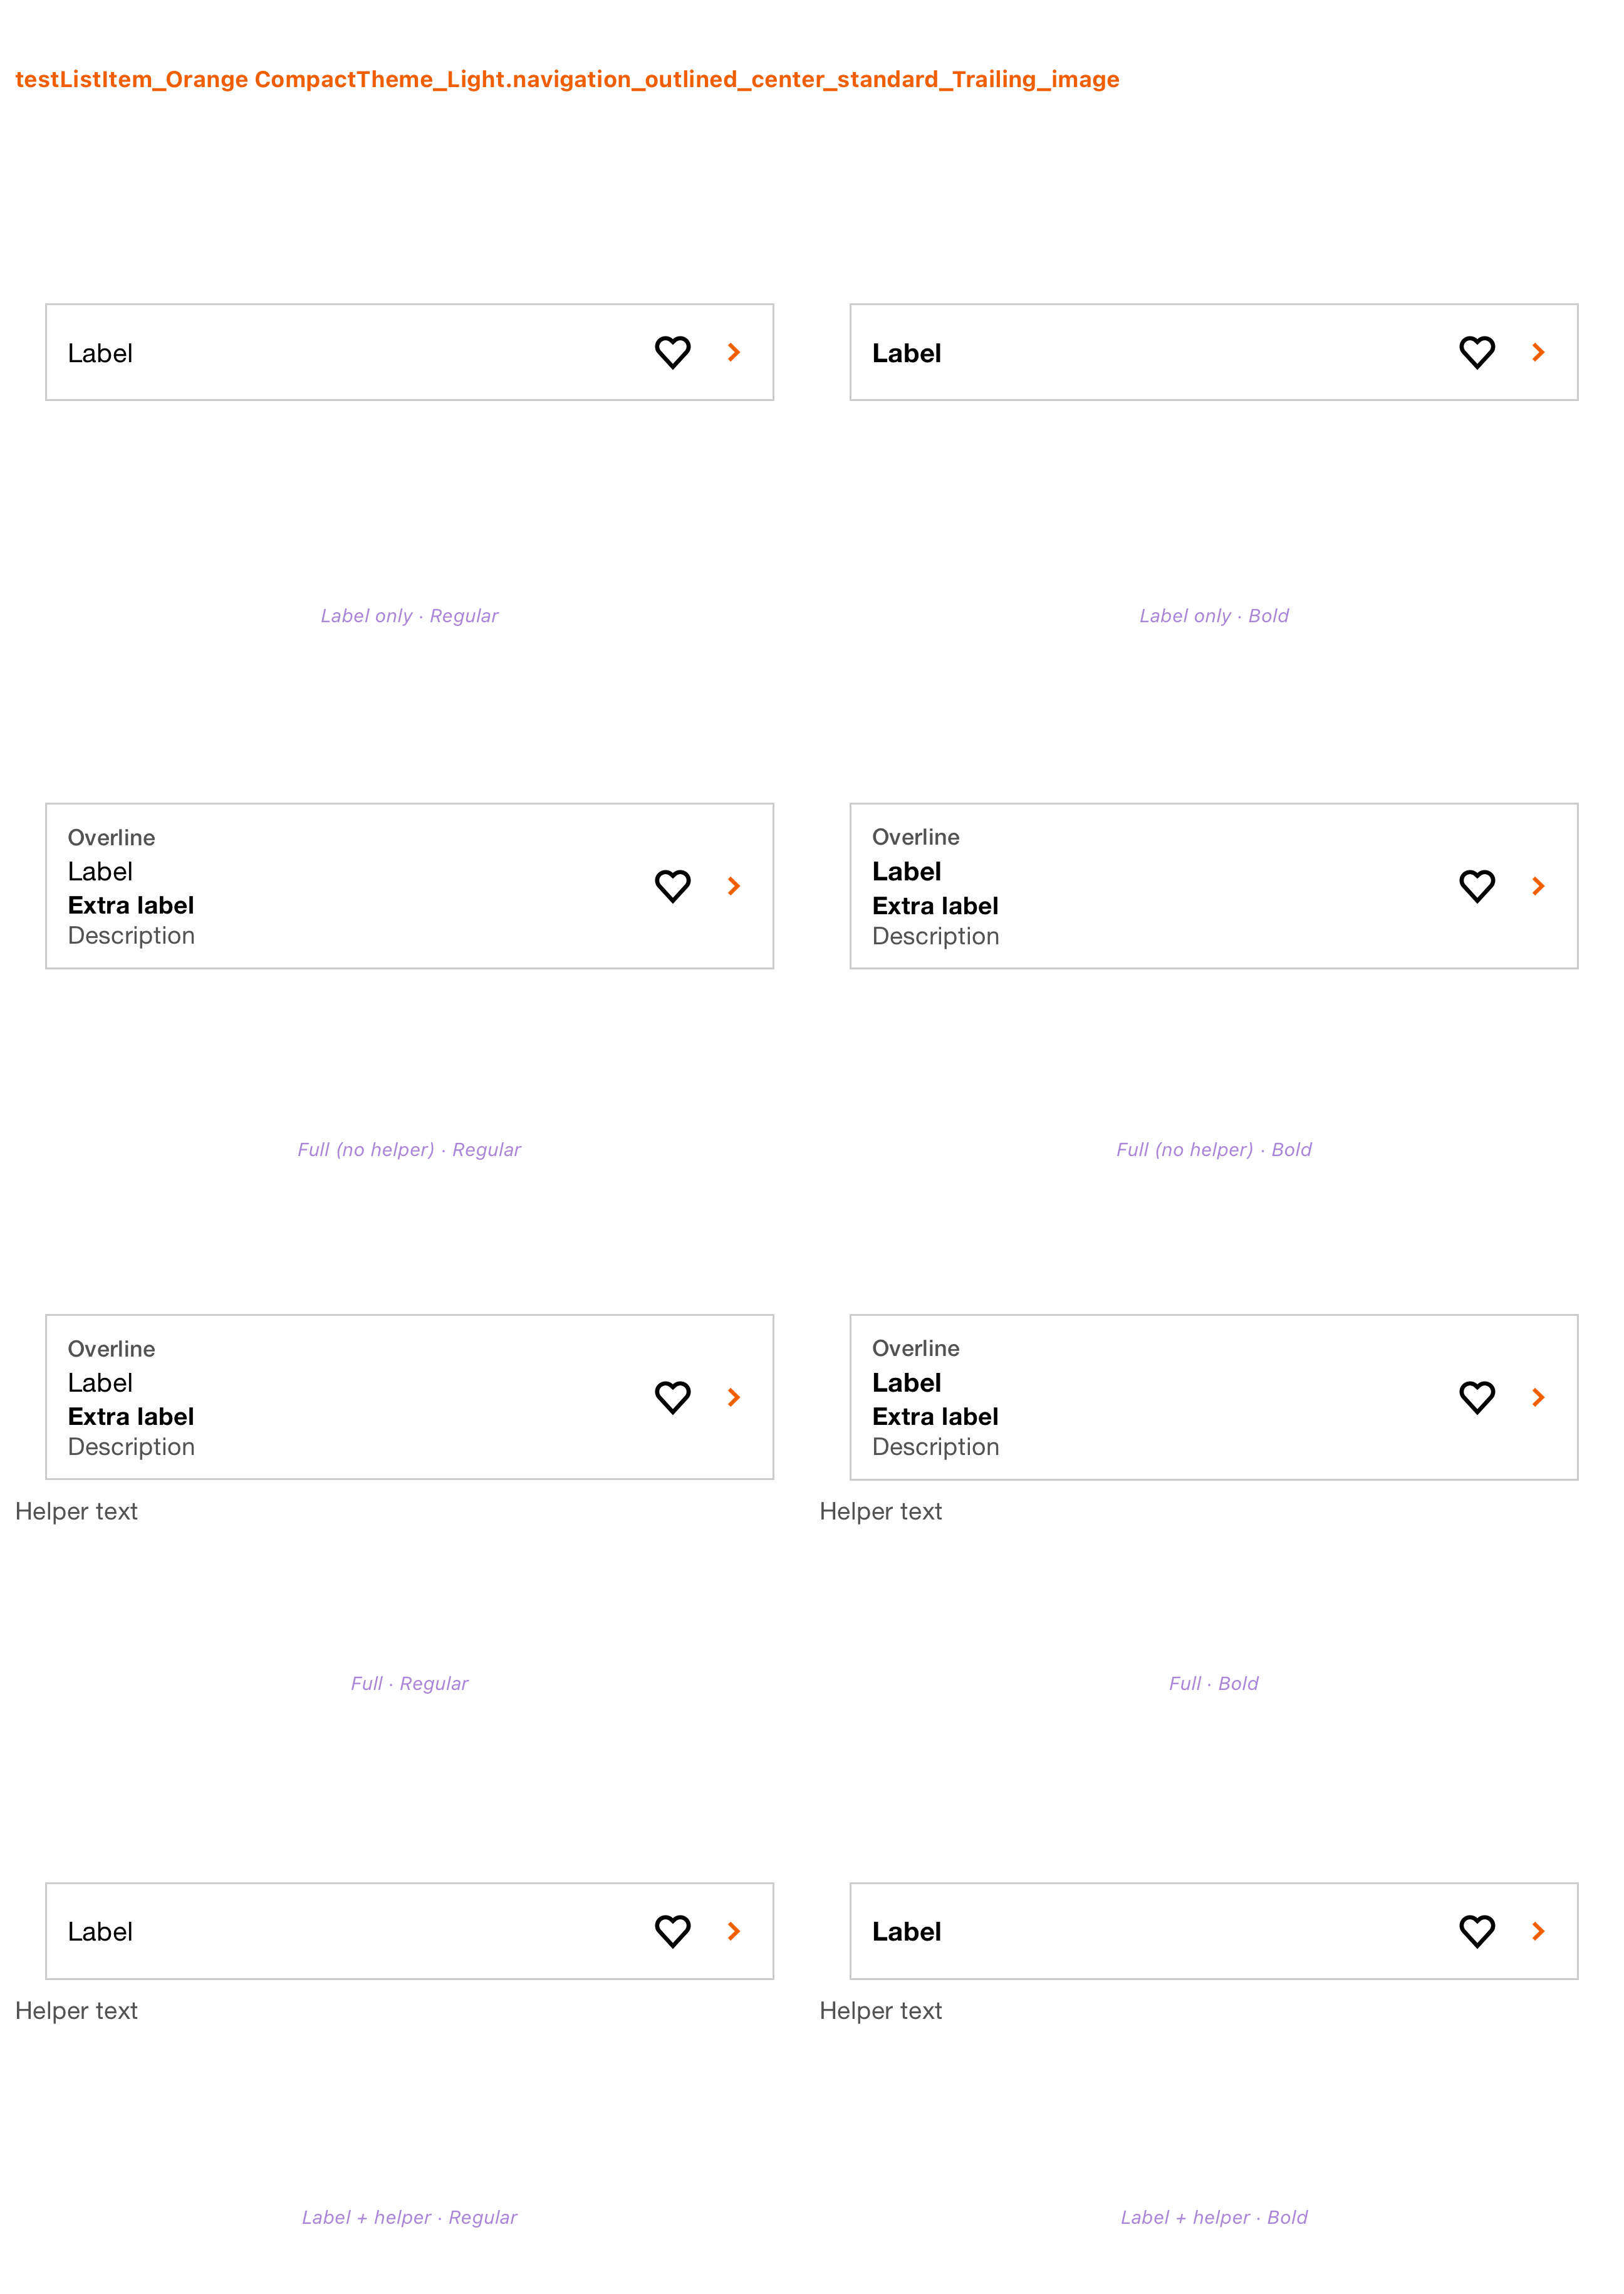 testListItem_Orange CompactTheme_Light.navigation_outlined_center_standard_Trailing_image
Label
Label
Label only · Regular
Label only · Bold
Overline
Label
Extra label
Description
Overline
Label
Extra label
Description
Full (no helper) · Regular
Full (no helper) · Bold
Overline
Label
Extra label
Description
Helper text
Overline
Label
Extra label
Description
Helper text
Full · Regular
Full · Bold
Label
Helper text
Label
Helper text
Label + helper · Regular
Label + helper · Bold